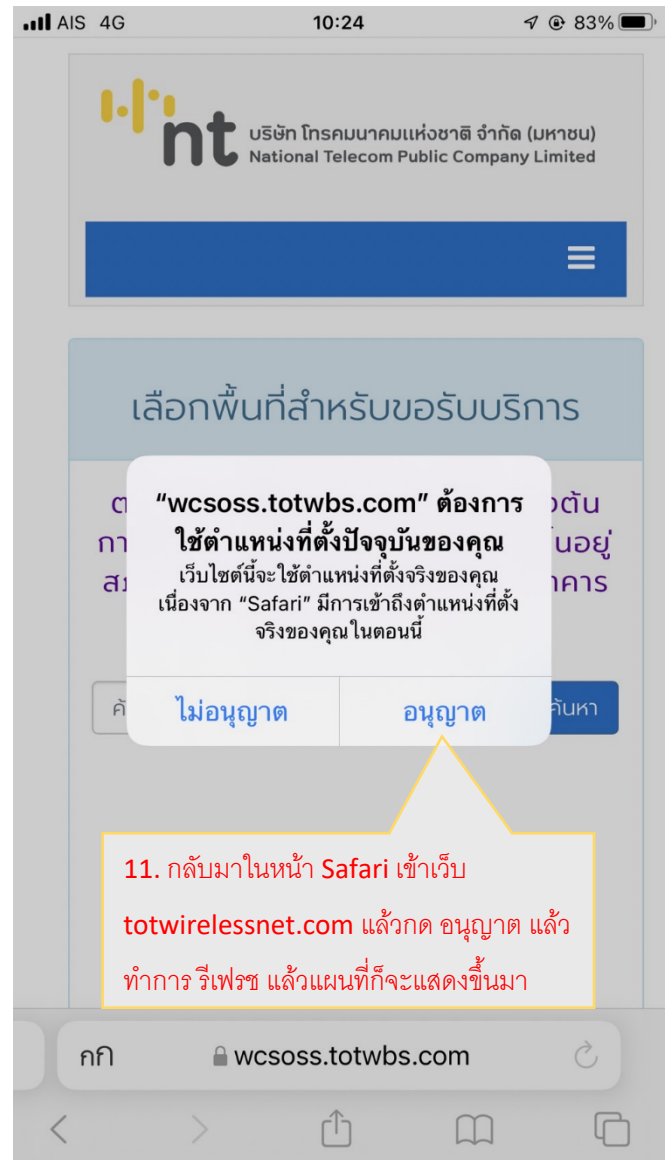 AIS 4G 10:24 83%
nt
บริษัท โทรคมนาคมแห่งชาติ จำกัด (มหาชน)
National Telecom Public Company Limited
เลือกพื้นที่สำหรับขอรับบริการ
"wcsoss.totwbs.com" ต้องการ
ใช้ตำแหน่งที่ตั้งปัจจุบันของคุณ
เว็บไซต์นี้จะใช้ตำแหน่งที่ตั้งจริงของคุณ
เนื่องจาก "Safari" มีการเข้าถึงตำแหน่งที่ตั้ง
จริงของคุณในตอนนี้
ไม่อนุญาต อนุญาต
11. กลับมาในหน้า Safari เข้าเว็บ
totwirelessnet.com แล้วกด อนุญาต แล้ว
ทำการ รีเฟรช แล้วแผนที่ก็จะแสดงขึ้นมา
กก wcsoss.totwbs.com